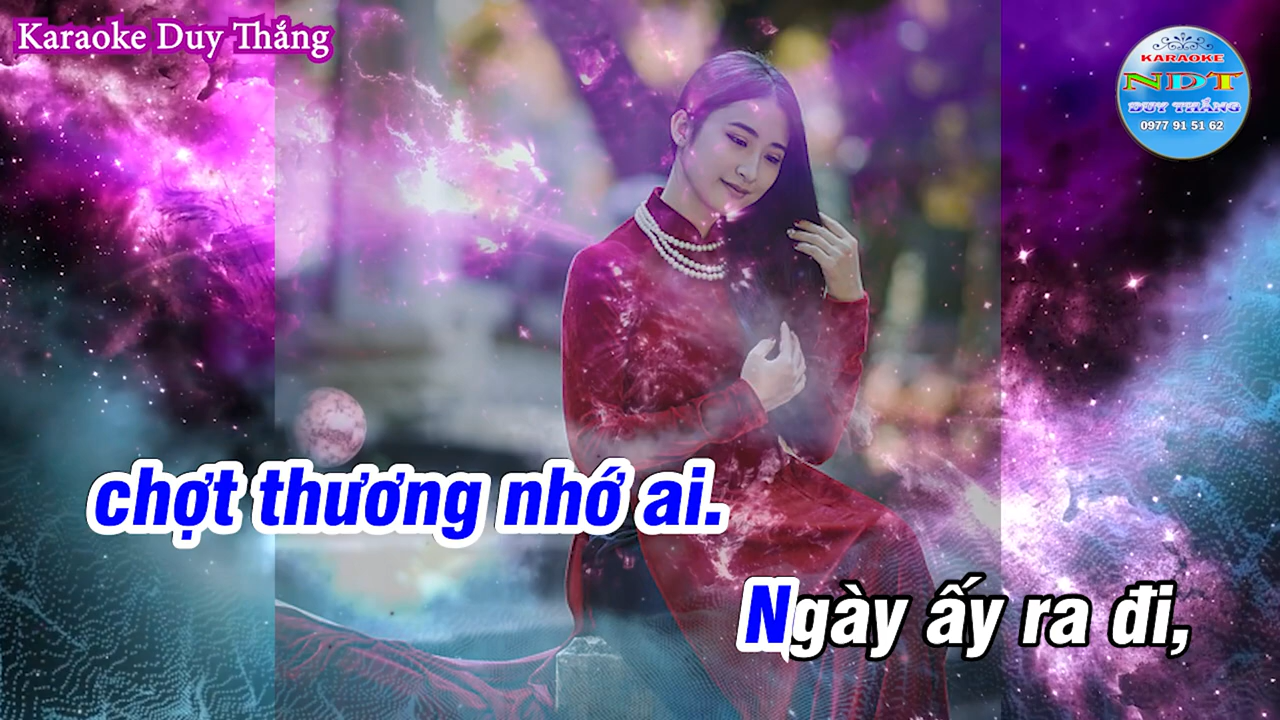 Karaoke Duy Thắng
KARAOKE
NDT
DUY THẮNG
0977 91 51 62
chợt thương nhớ ai.
Ngày ấy ra đi,